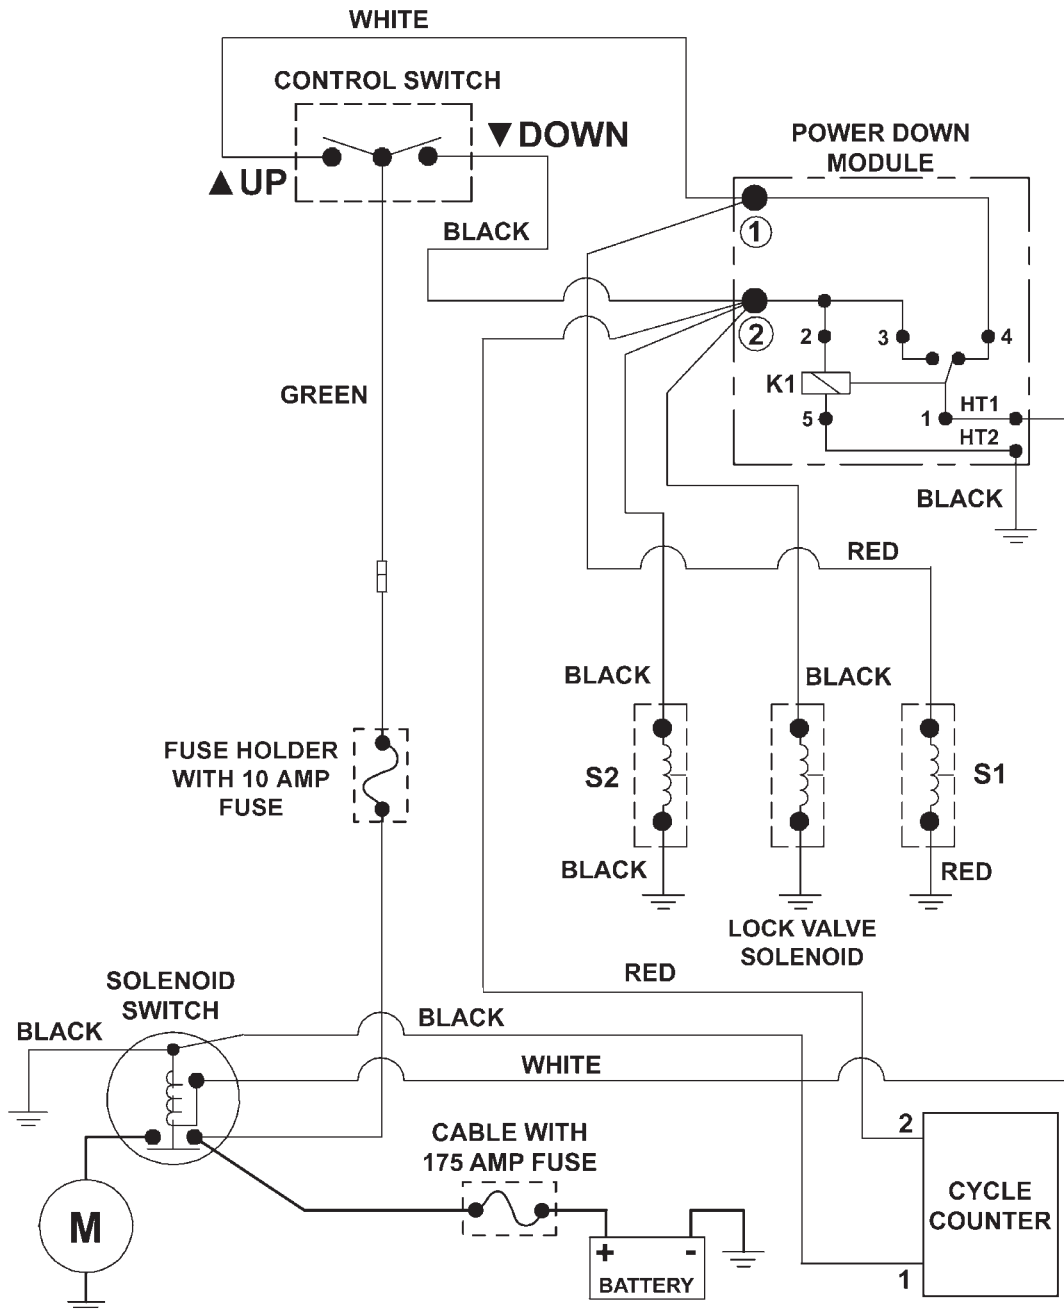 WHITE
CONTROL SWITCH
▼DOWN
▲UP
POWER DOWN
MODULE
BLACK
1
2
2
3
4
K1
5
1
HT1
HT2
GREEN
BLACK
RED
BLACK
BLACK
FUSE HOLDER
WITH 10 AMP
FUSE
S2
S1
BLACK
RED
LOCK VALVE
SOLENOID
RED
SOLENOID
SWITCH
BLACK
BLACK
WHITE
CABLE WITH
175 AMP FUSE
2
CYCLE
COUNTER
1
M
+
-
BATTERY